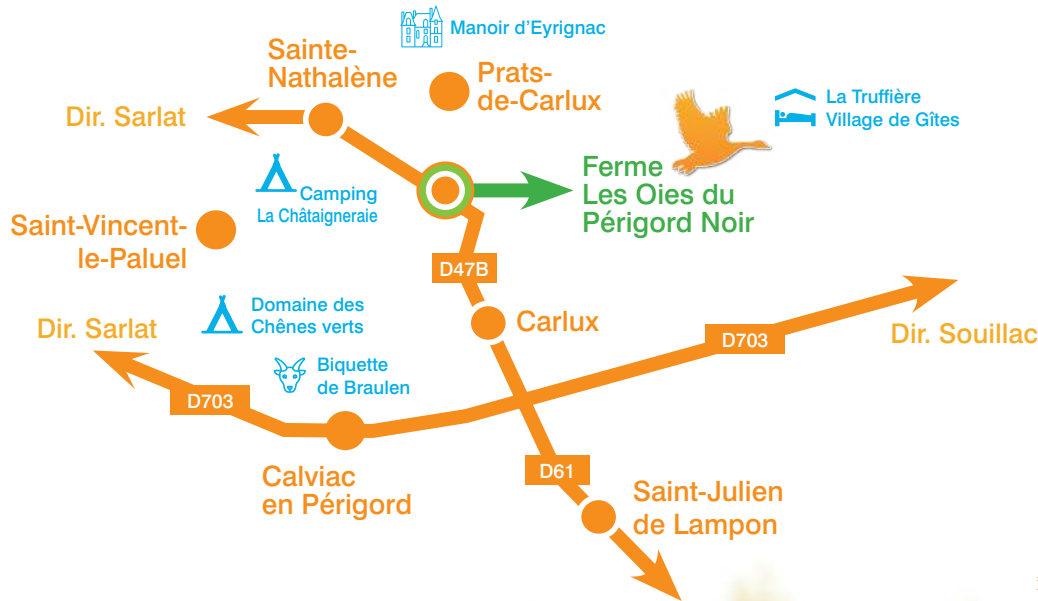 Manoir d'Eyrignac
Sainte-
Nathalène
Prats-
de-Carlux
Dir. Sarlat
La Truffière
Village de Gîtes
Ferme
Les Oies du
Périgord Noir
Camping
La Châtaigneraie
Saint-Vincent-
le-Paluel
D47B
Domaine des
Chênes verts
Dir. Sarlat
Carlux
D703
Dir. Souillac
Biquette
de Braulen
D703
Calviac
en Périgord
D61
Saint-Julien
de Lampon